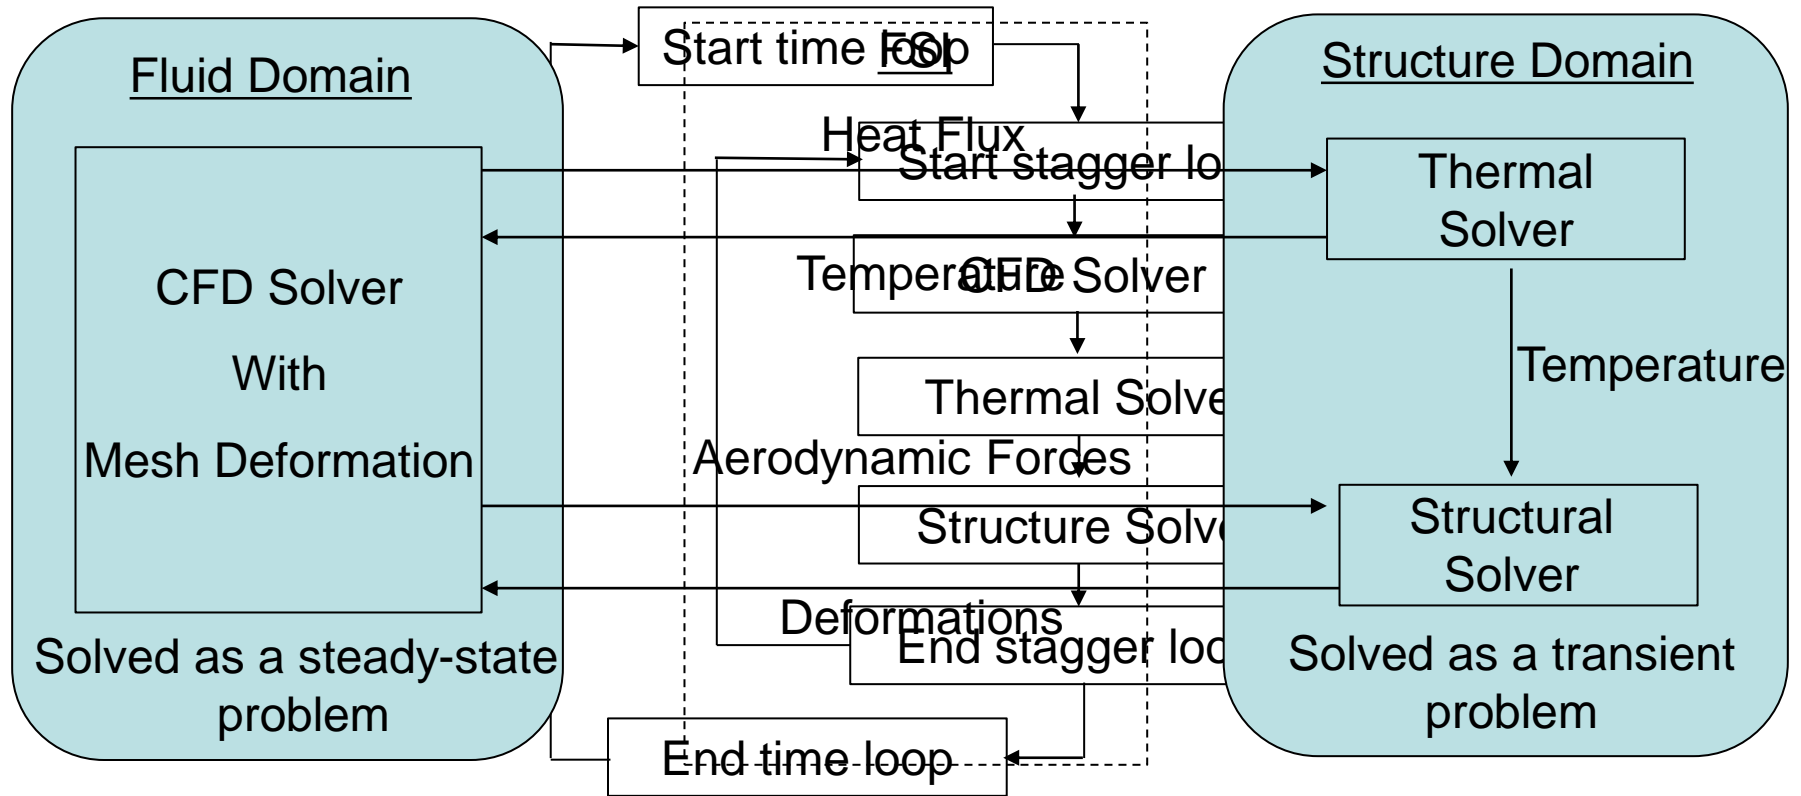 Fluid Domain
CFD Solver
With
Mesh Deformation
Solved as a steady-state
problem
Start time loop
FSI
Heat Flux
Start stagger lo
Temperature
CFD Solver
Thermal Solve
Aerodynamic Forces
Structure Solv
Deformations
End stagger loo
End time loop
Structure Domain
Thermal
Solver
Temperature
Structural
Solver
Solved as a transient
problem